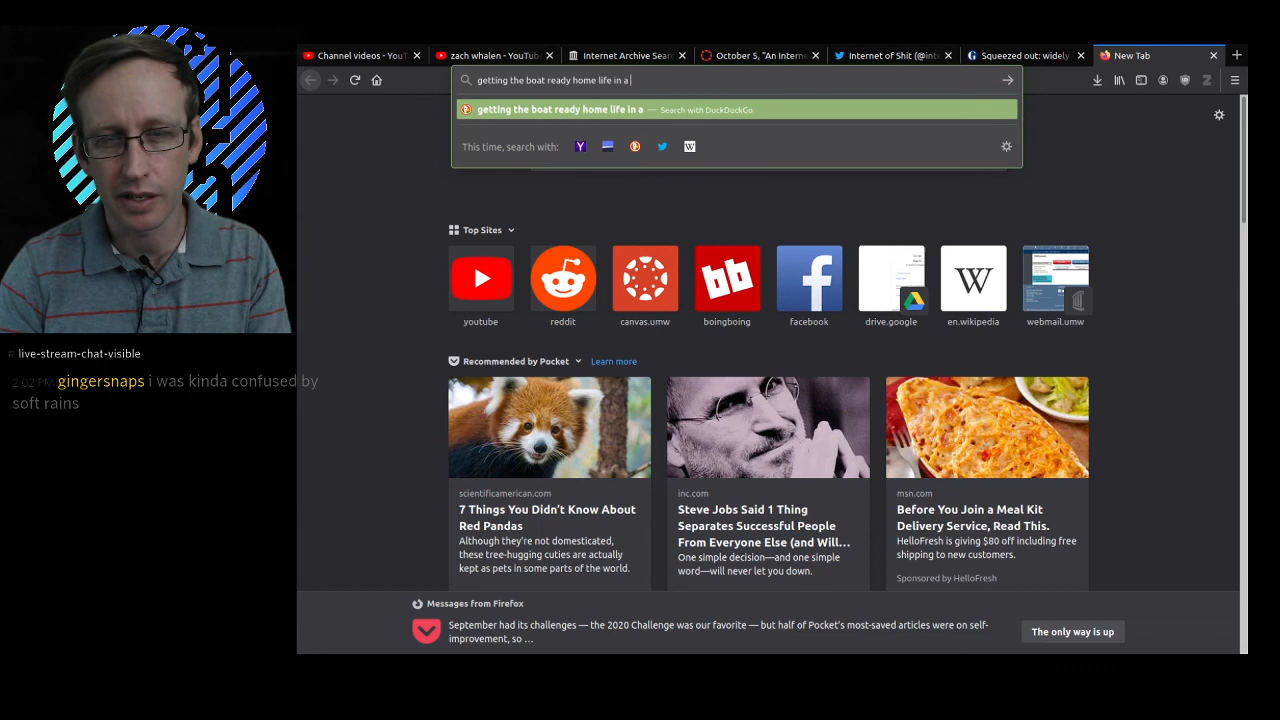 Channel videos - YouT
zach whalen - YouTube
Internet Archive Sear
October 5, "An Interne
Internet of Shit (@inte
Squeezed out: widely
New Tab
getting the boat ready home life in a
getting the boat ready home life in a — Search with DuckDuckGo
This time, search with:
Top Sites
youtube
reddit
canvas.umw
boingboing
facebook
drive.google
en.wikipedia
webmail.umw
# live-stream-chat-visible
2:02 PM gingersnaps i was kinda confused by
soft rains
Recommended by Pocket
Learn more
scientificamerican.com
7 Things You Didn't Know About
Red Pandas
Although they're not domesticated,
these tree-hugging cuties are actually
kept as pets in some parts of the world.
inc.com
Steve Jobs Said 1 Thing
Separates Successful People
From Everyone Else (and Will...
One simple decision—and one simple
word—will never let you down.
msn.com
Before You Join a Meal Kit
Delivery Service, Read This.
HelloFresh is giving $80 off including free
shipping to new customers.
Sponsored by HelloFresh
Messages from Firefox
September had its challenges — the 2020 Challenge was our favorite — but half of Pocket's most-saved articles were on self-
improvement, so ...
The only way is up